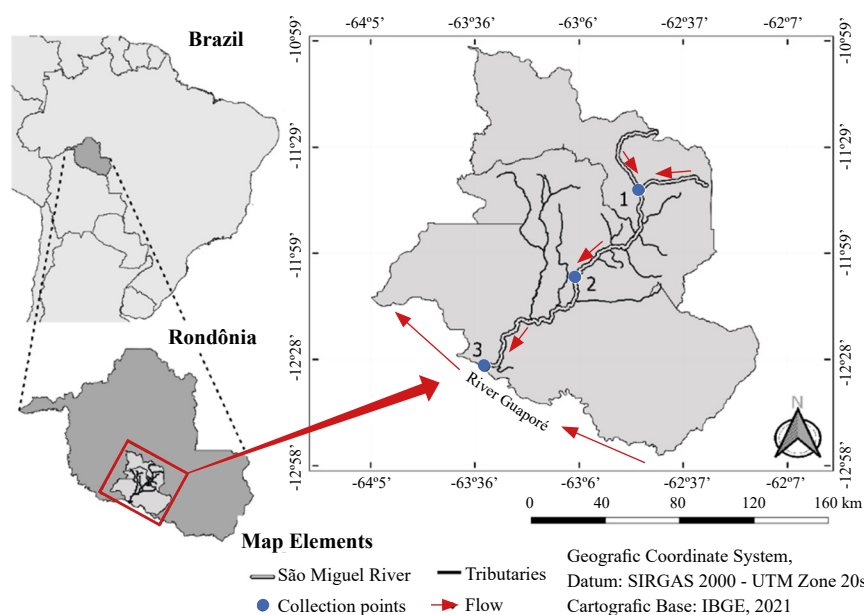 Brazil
Rondônia
-64º5'
-63º36'
-63º6'
-62º37'
-62º7'
-10º59'
-11º29'
-11º59'
-12º28'
-12º58'
-10º59'
-11º29'
-11º59'
-12º28'
-12º58'
1
2
3
River Guaporé
N
-64º5'
-63º36'
-63º6'
-62º37'
-62º7'
0 40 80 120 160 km
Map Elements
São Miguel River
Tributaries
Collection points
Flow
Geografic Coordinate System,
Datum: SIRGAS 2000 - UTM Zone 20s
Cartografic Base: IBGE, 2021